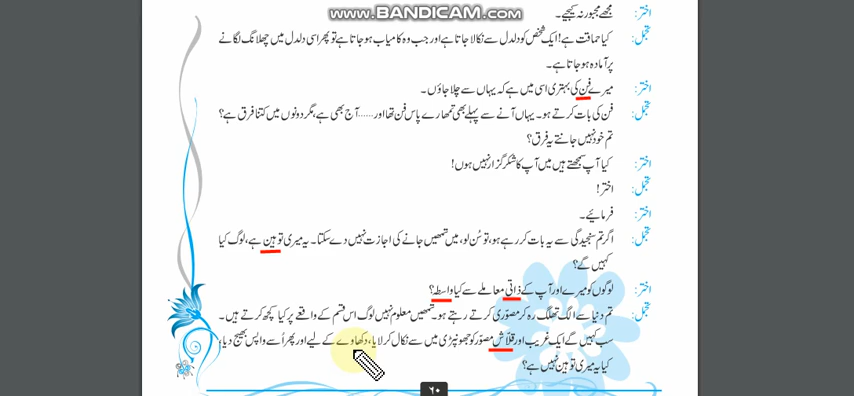 www.BANDICAM.com
اختر: مجھے مجبور نہ کیجیے۔
تجمل: کیا حماقت ہے! ایک شخص کو دلدل سے نکالا جاتا ہے اور جب وہ کامیاب ہو جاتا ہے تو پھر اسی دلدل میں چھلانگ لگانے
پر آمادہ ہو جاتا ہے۔
اختر: میرے فن کی بہتری اسی میں ہے کہ یہاں سے چلا جاؤں۔
تجمل: فن کی بات کرتے ہو۔ یہاں آنے سے پہلے بھی تمھارے پاس فن تھا اور...... آج بھی ہے، مگر دونوں میں کتنا فرق ہے؟
تم خود نہیں جانتے یہ فرق؟
اختر: کیا آپ سمجھتے ہیں میں آپ کا شکر گزار نہیں ہوں!
تجمل: اختر!
اختر: فرمائیے۔
تجمل: اگر تم سنجیدگی سے یہ بات کر رہے ہو، تو سُن لو، میں تمھیں جانے کی اجازت نہیں دے سکتا۔ یہ میری توہین ہے، لوگ کیا
کہیں گے؟
اختر: لوگوں کو میرے اور آپ کے ذاتی معاملے سے کیا واسطہ؟
تجمل: تم دنیا سے الگ تھلگ رہ کر مصوّری کرتے رہتے ہو۔ تمھیں معلوم نہیں لوگ اس قسم کے واقعے پر کیا کچھ کرتے ہیں۔
سب کہیں گے ایک غریب اور قلّاش مصوّر کو جھونپڑی میں سے نکال کر لایا، دکھاوے کے لیے اور پھر اُسے واپس بھیج دیا،
کیا یہ میری توہین نہیں ہے؟
۶۰